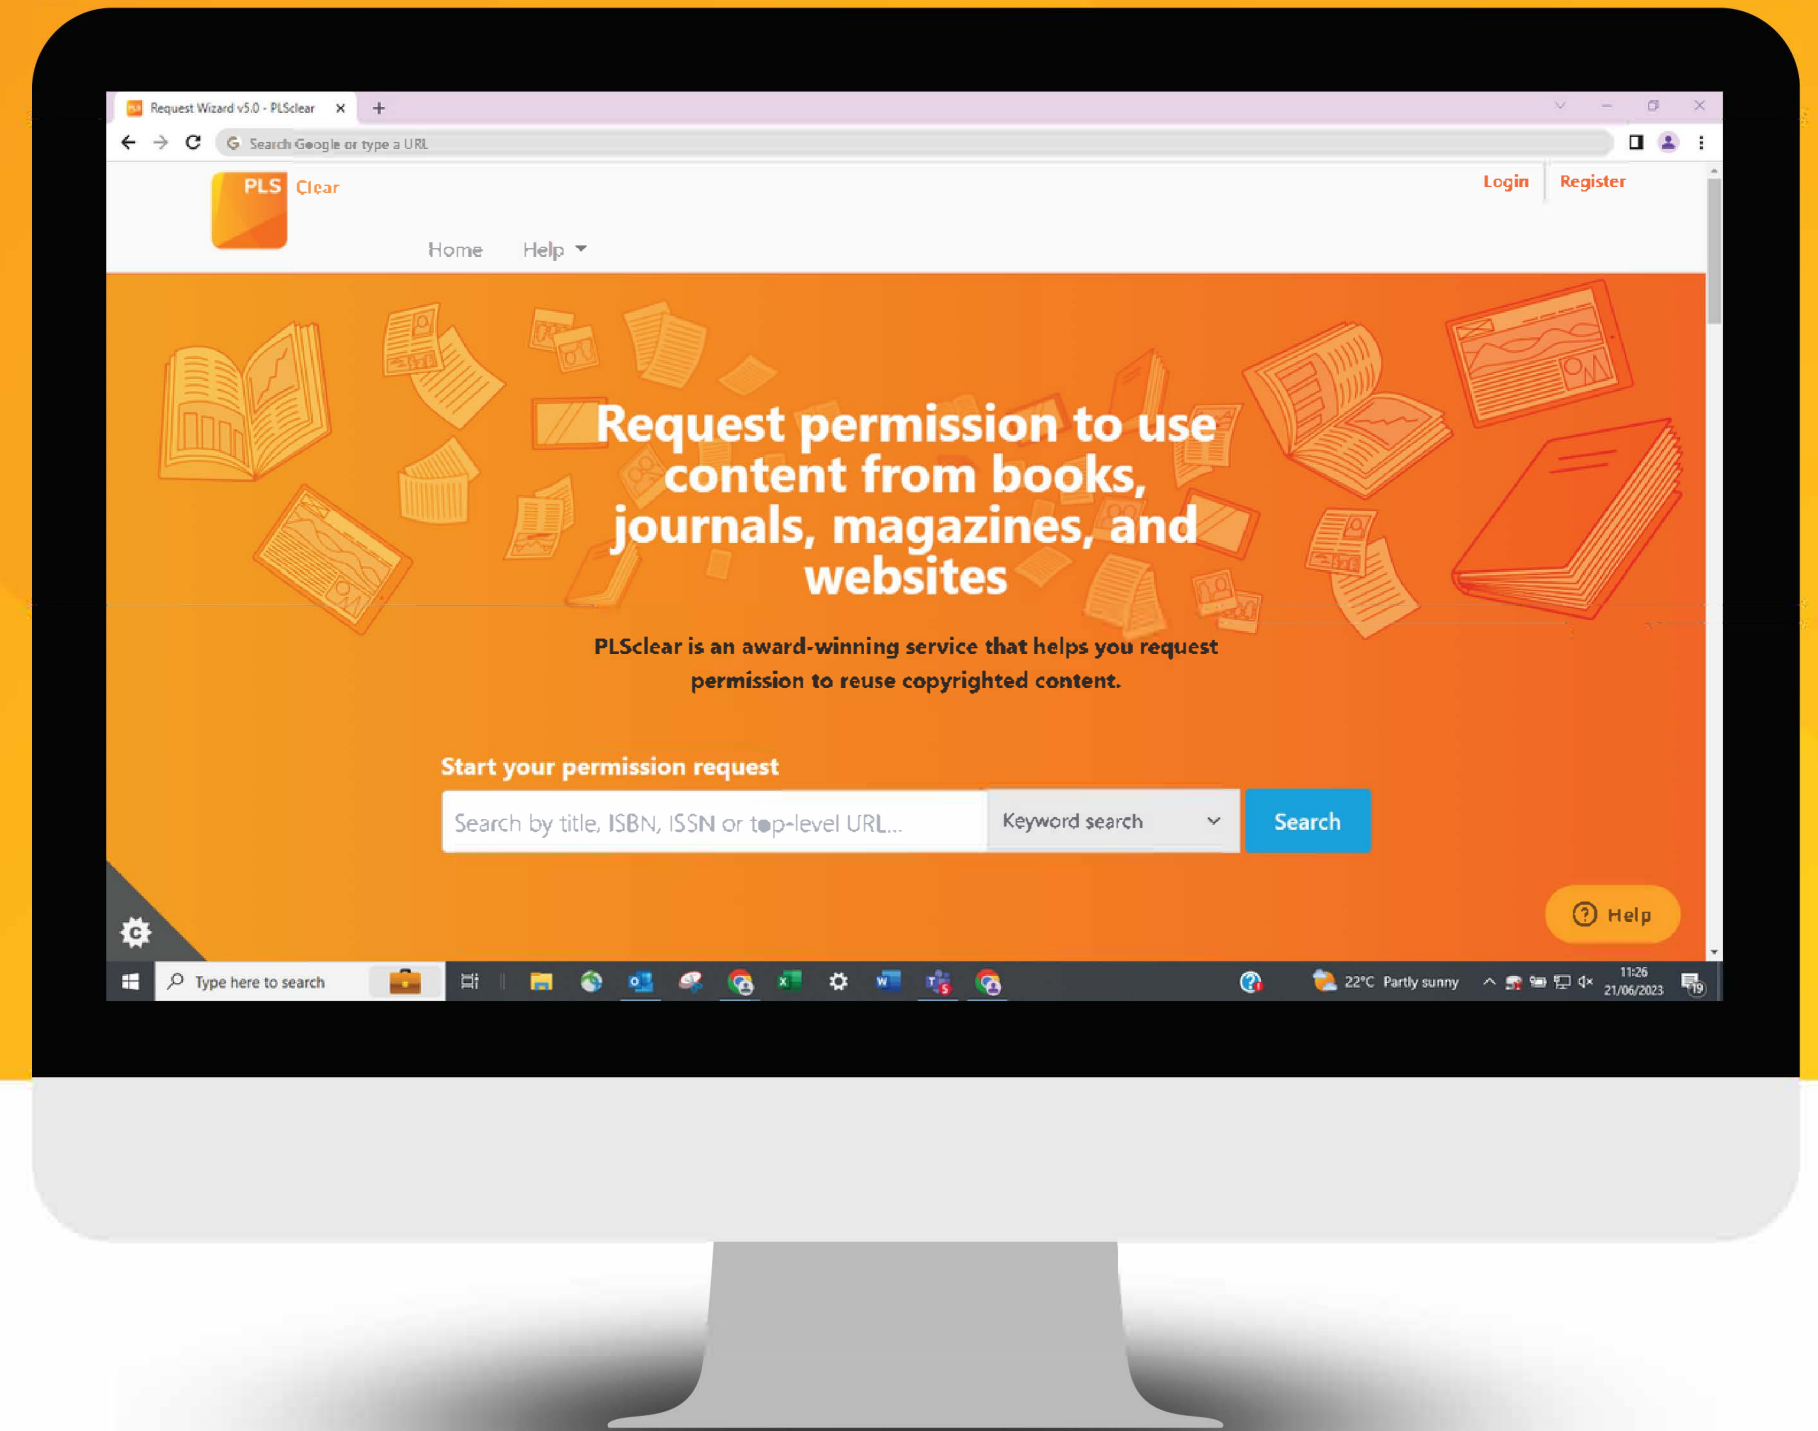 Request Wizard v5.0 - PLSclear
Search Google or type a URL
PLS Clear
Login Register
Home Help
Request permission to use
content from books,
journals, magazines, and
websites
PLSclear is an award-winning service that helps you request
permission to reuse copyrighted content.
Start your permission request
Search by title, ISBN, ISSN or top-level URL...
Keyword search
Search
Help
Type here to search
22°C Partly sunny
11:26
21/06/2023
19